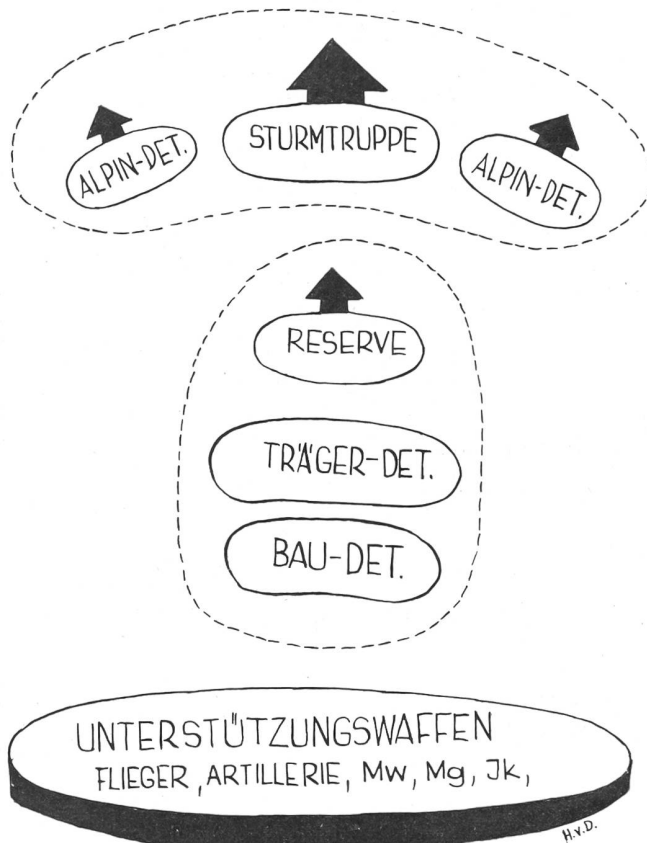 STURMTRUPPE
ALPIN-DET.
ALPIN-DET.
RESERVE
TRÄGER-DET.
BAU-DET.
UNTERSTÜTZUNGSWAFFEN
FLIEGER, ARTILLERIE, Mw, Mg, Jk,
H.v.D.